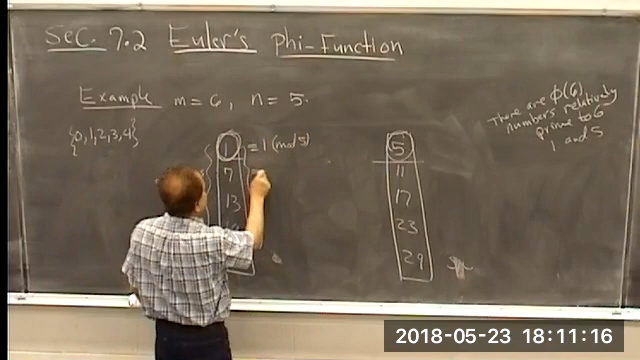 Sec. 7.2 Euler's phi-Function
Example m = 6, n = 5.
There are Φ(6)
numbers relatively
prime to 6
1 and 5
{0,1,2,3,4}
{
1 = 1 (mod 5)
7 =
13
5
11
17
23
29
2018-05-23 18:11:16